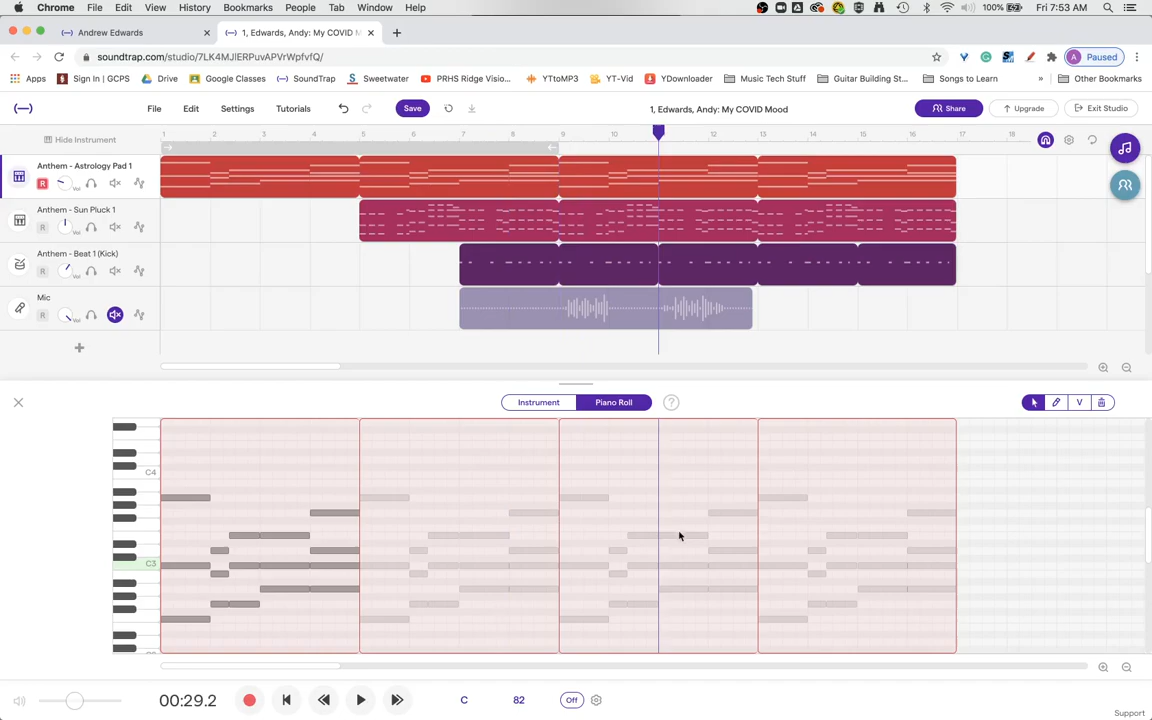 Chrome File Edit View History Bookmarks People Tab Window Help 100% Fri 7:53 AM
Andrew Edwards 1, Edwards, Andy: My COVID M
soundtrap.com/studio/7LK4MJlERPuvAPVrWpfvfQ/ A Paused
Apps Sign In | GCPS Drive Google Classes SoundTrap Sweetwater PRHS Ridge Visio... YTtoMP3 YT-Vid YDownloader Music Tech Stuff Guitar Building St... Songs to Learn Other Bookmarks
File Edit Settings Tutorials Save 1, Edwards, Andy: My COVID Mood Share Upgrade Exit Studio
Hide Instrument 1 2 3 4 5 6 7 8 9 10 12 13 14 15 16 17 18
Anthem - Astrology Pad 1
R Vol
Anthem - Sun Pluck 1
R Vol
Anthem - Beat 1 (Kick)
R Vol
Mic
R Vol
Instrument Piano Roll ? V
C4
C3
00:29.2 C 82 Off
Support